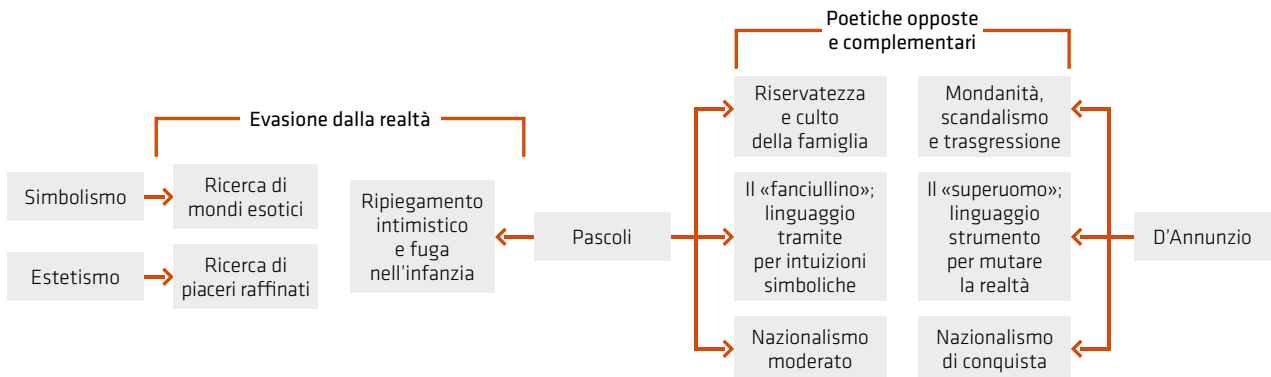 Poetiche opposte
e complementari
Evasione dalla realtà
Simbolismo
Ricerca di
mondi esotici
Estetismo
Ricerca di
piaceri raffinati
Ripiegamento
intimistico
e fuga
nell'infanzia
Pascoli
Riservatezza
e culto
della famiglia
Il «fanciullino»;
linguaggio
tramite
per intuizioni
simboliche
Nazionalismo
moderato
Mondanità,
scandalismo
e trasgressione
Il «superuomo»;
linguaggio
strumento
per mutare
la realtà
Nazionalismo
di conquista
D'Annunzio